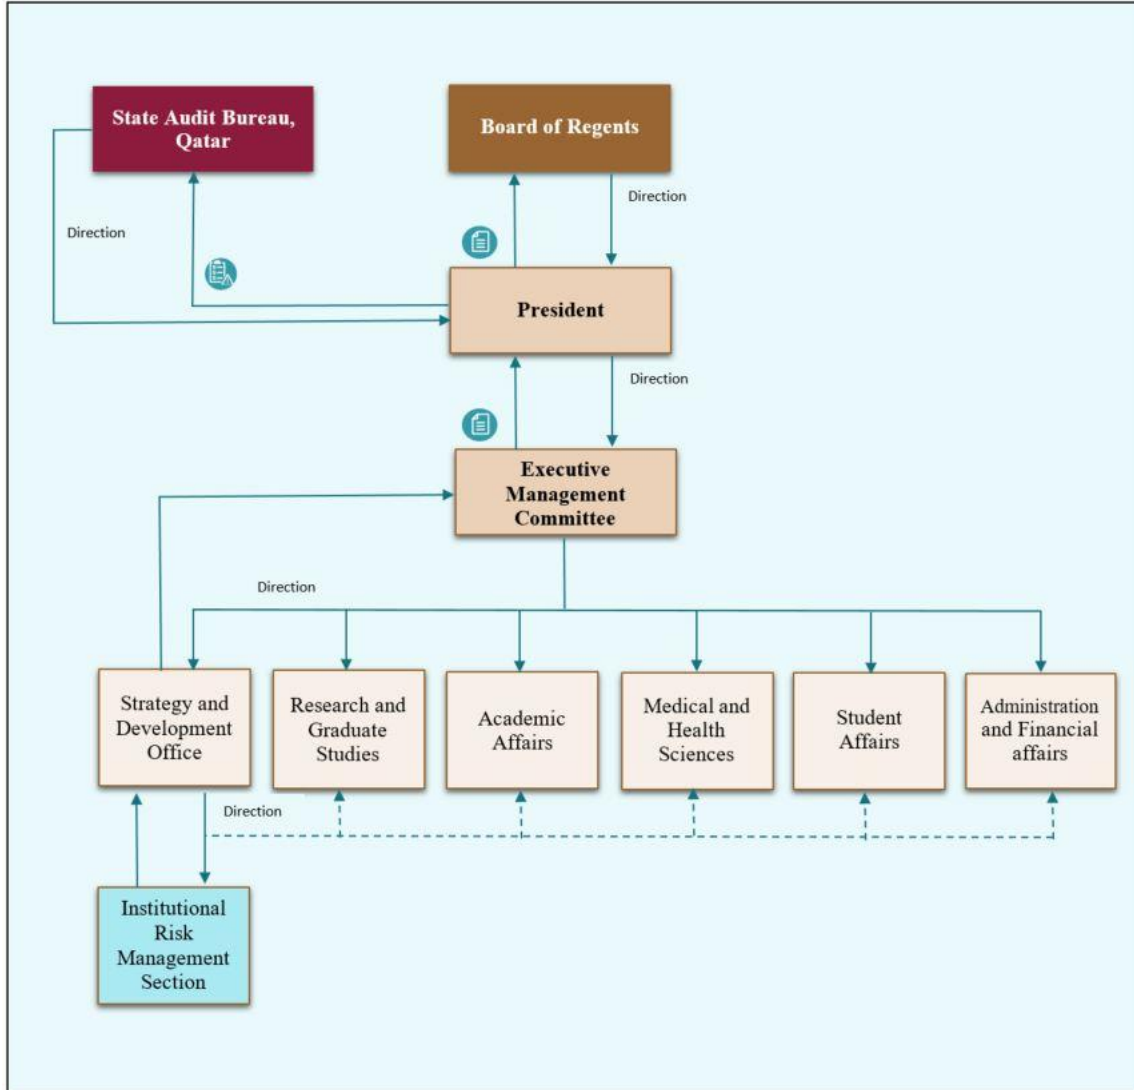 State Audit Bureau,
Qatar
Board of Regents
Direction
Direction
President
Direction
Executive
Management
Committee
Direction
Strategy and
Development
Office
Research and
Graduate
Studies
Academic
Affairs
Medical and
Health
Sciences
Student
Affairs
Administration
and Financial
affairs
Direction
Institutional
Risk
Management
Section